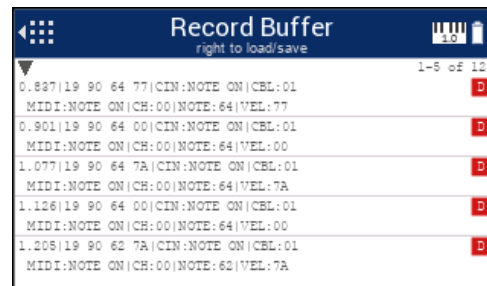 Record Buffer
right to load/save
1.0
1-5 of 12
0.837|19 90 64 77|CIN:NOTE ON|CBL:01
D
MIDI:NOTE ON|CH:00|NOTE:64|VEL:77
0.901|19 90 64 00|CIN:NOTE ON|CBL:01
D
MIDI:NOTE ON|CH:00|NOTE:64|VEL:00
1.077|19 90 64 7A|CIN:NOTE ON|CBL:01
D
MIDI:NOTE ON|CH:00|NOTE:64|VEL:7A
1.126|19 90 64 00|CIN:NOTE ON|CBL:01
D
MIDI:NOTE ON|CH:00|NOTE:64|VEL:00
1.205|19 90 62 7A|CIN:NOTE ON|CBL:01
D
MIDI:NOTE ON|CH:00|NOTE:62|VEL:7A